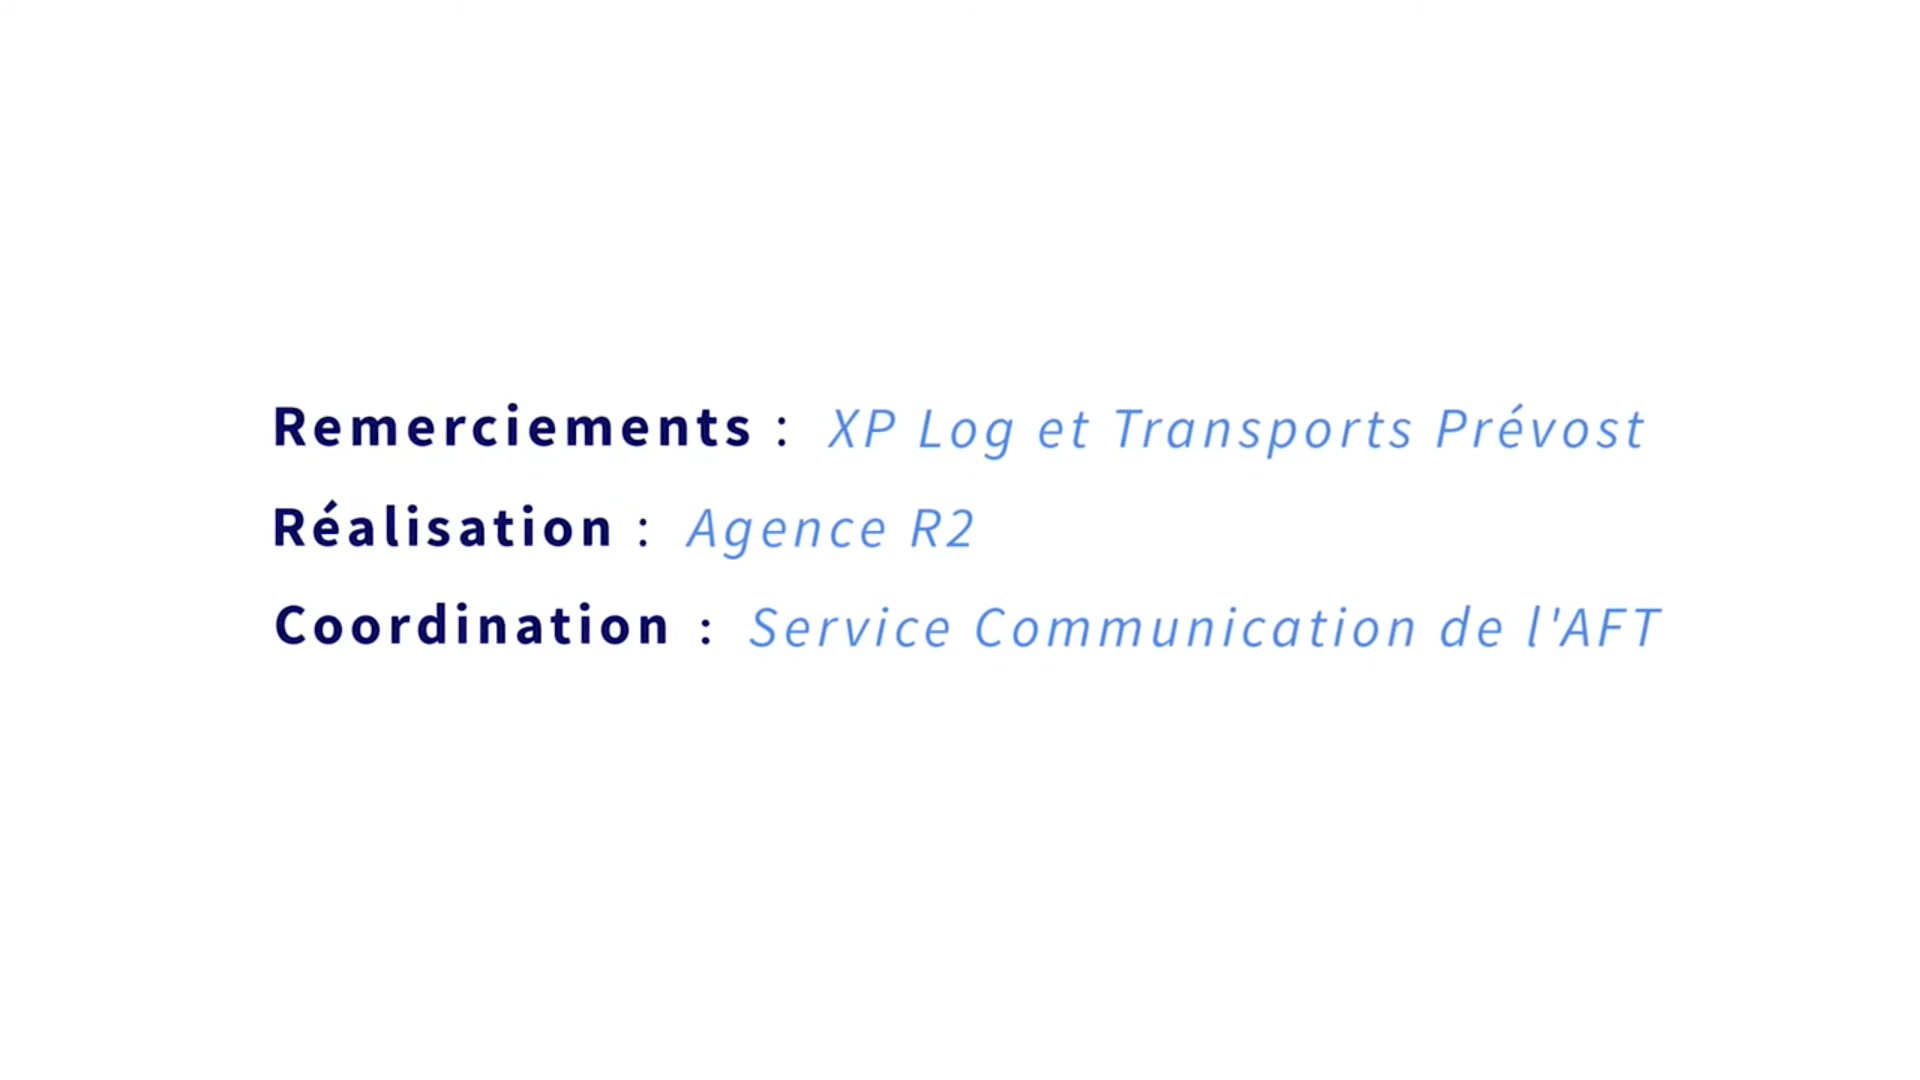 Remerciements : XP Log et Transports Prévost
Réalisation : Agence R2
Coordination : Service Communication de l'AFT